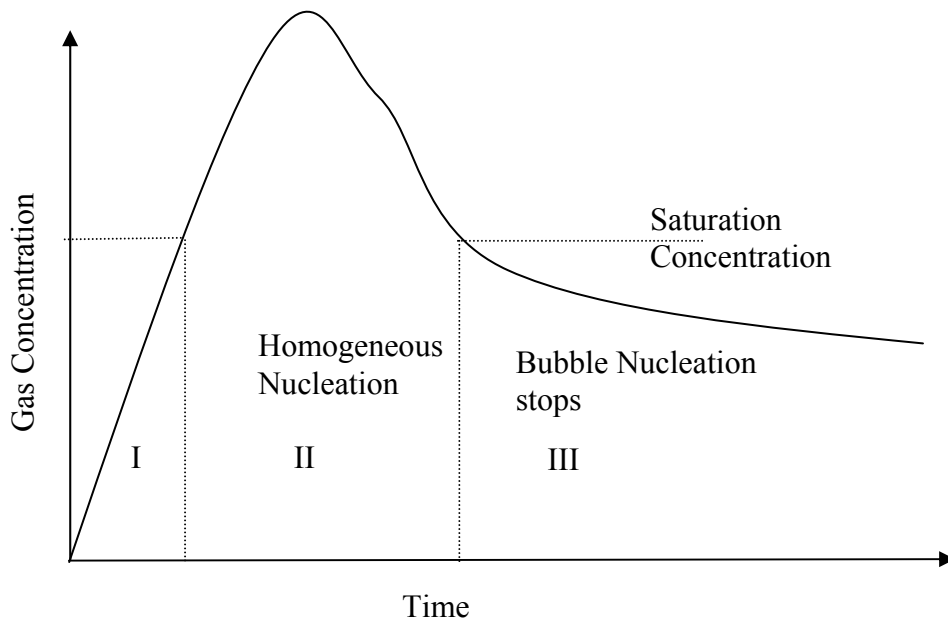 Gas Concentration
Saturation
Concentration
Homogeneous
Nucleation
Bubble Nucleation
stops
I
II
III
Time